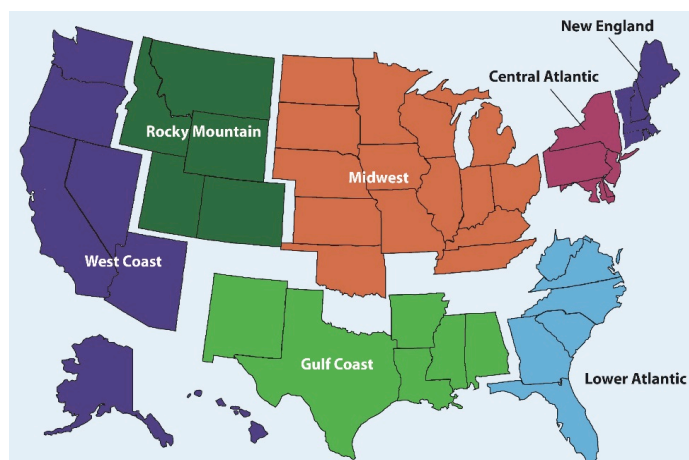 New England
Central Atlantic
Rocky Mountain
Midwest
West Coast
Gulf Coast
Lower Atlantic